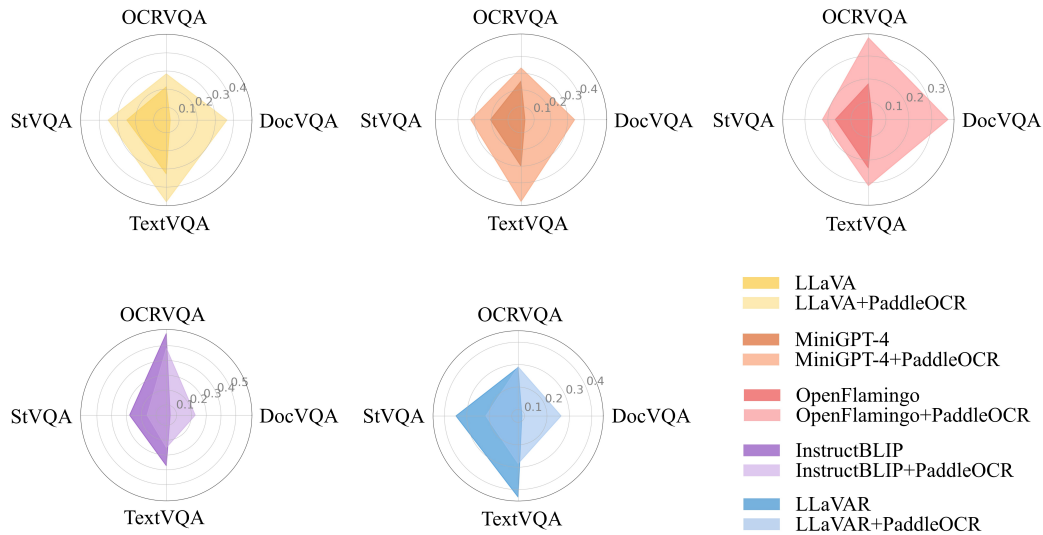 OCRVQA
0.1 0.2 0.3 0.4
StVQA
DocVQA
TextVQA
OCRVQA
0.1 0.2 0.3 0.4
StVQA
DocVQA
TextVQA
OCRVQA
0.1 0.2 0.3
StVQA
DocVQA
TextVQA
OCRVQA
0.1 0.2 0.3 0.4 0.5
StVQA
DocVQA
TextVQA
OCRVQA
0.1 0.2 0.3 0.4
StVQA
DocVQA
TextVQA
LLaVA
LLaVA+PaddleOCR
MiniGPT-4
MiniGPT-4+PaddleOCR
OpenFlamingo
OpenFlamingo+PaddleOCR
InstructBLIP
InstructBLIP+PaddleOCR
LLaVAR
LLaVAR+PaddleOCR